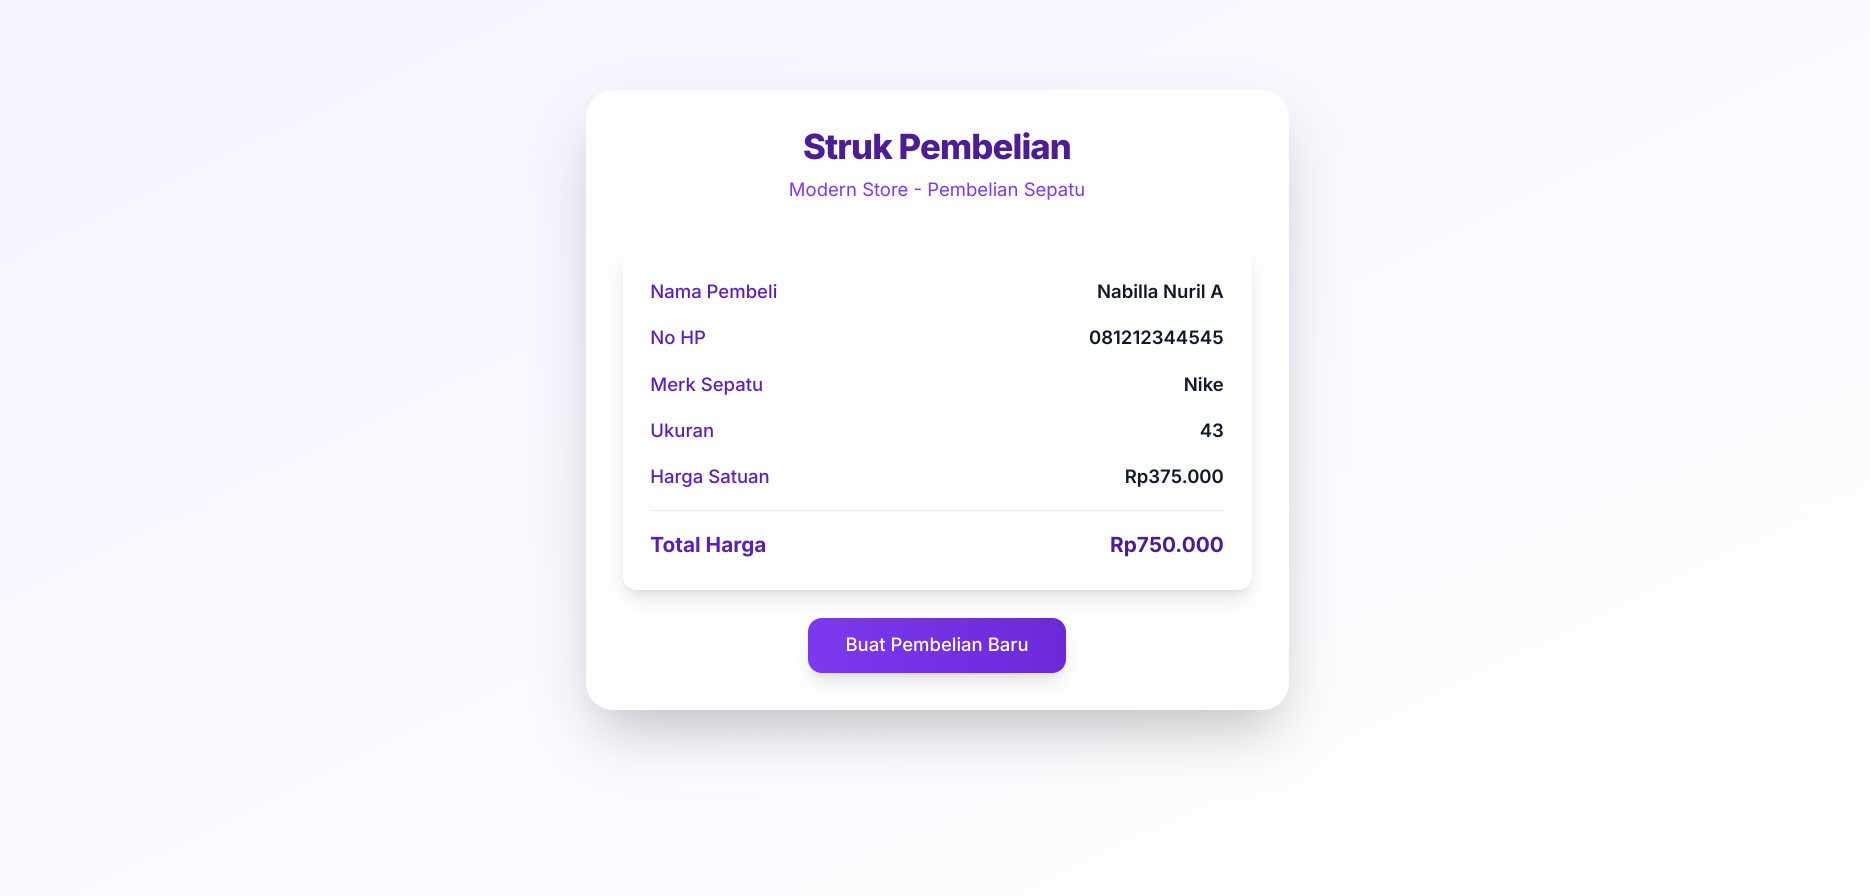 Struk Pembelian
Modern Store - Pembelian Sepatu
Nama Pembeli Nabilla Nuril A
No HP 081212344545
Merk Sepatu Nike
Ukuran 43
Harga Satuan Rp375.000
Total Harga Rp750.000
Buat Pembelian Baru